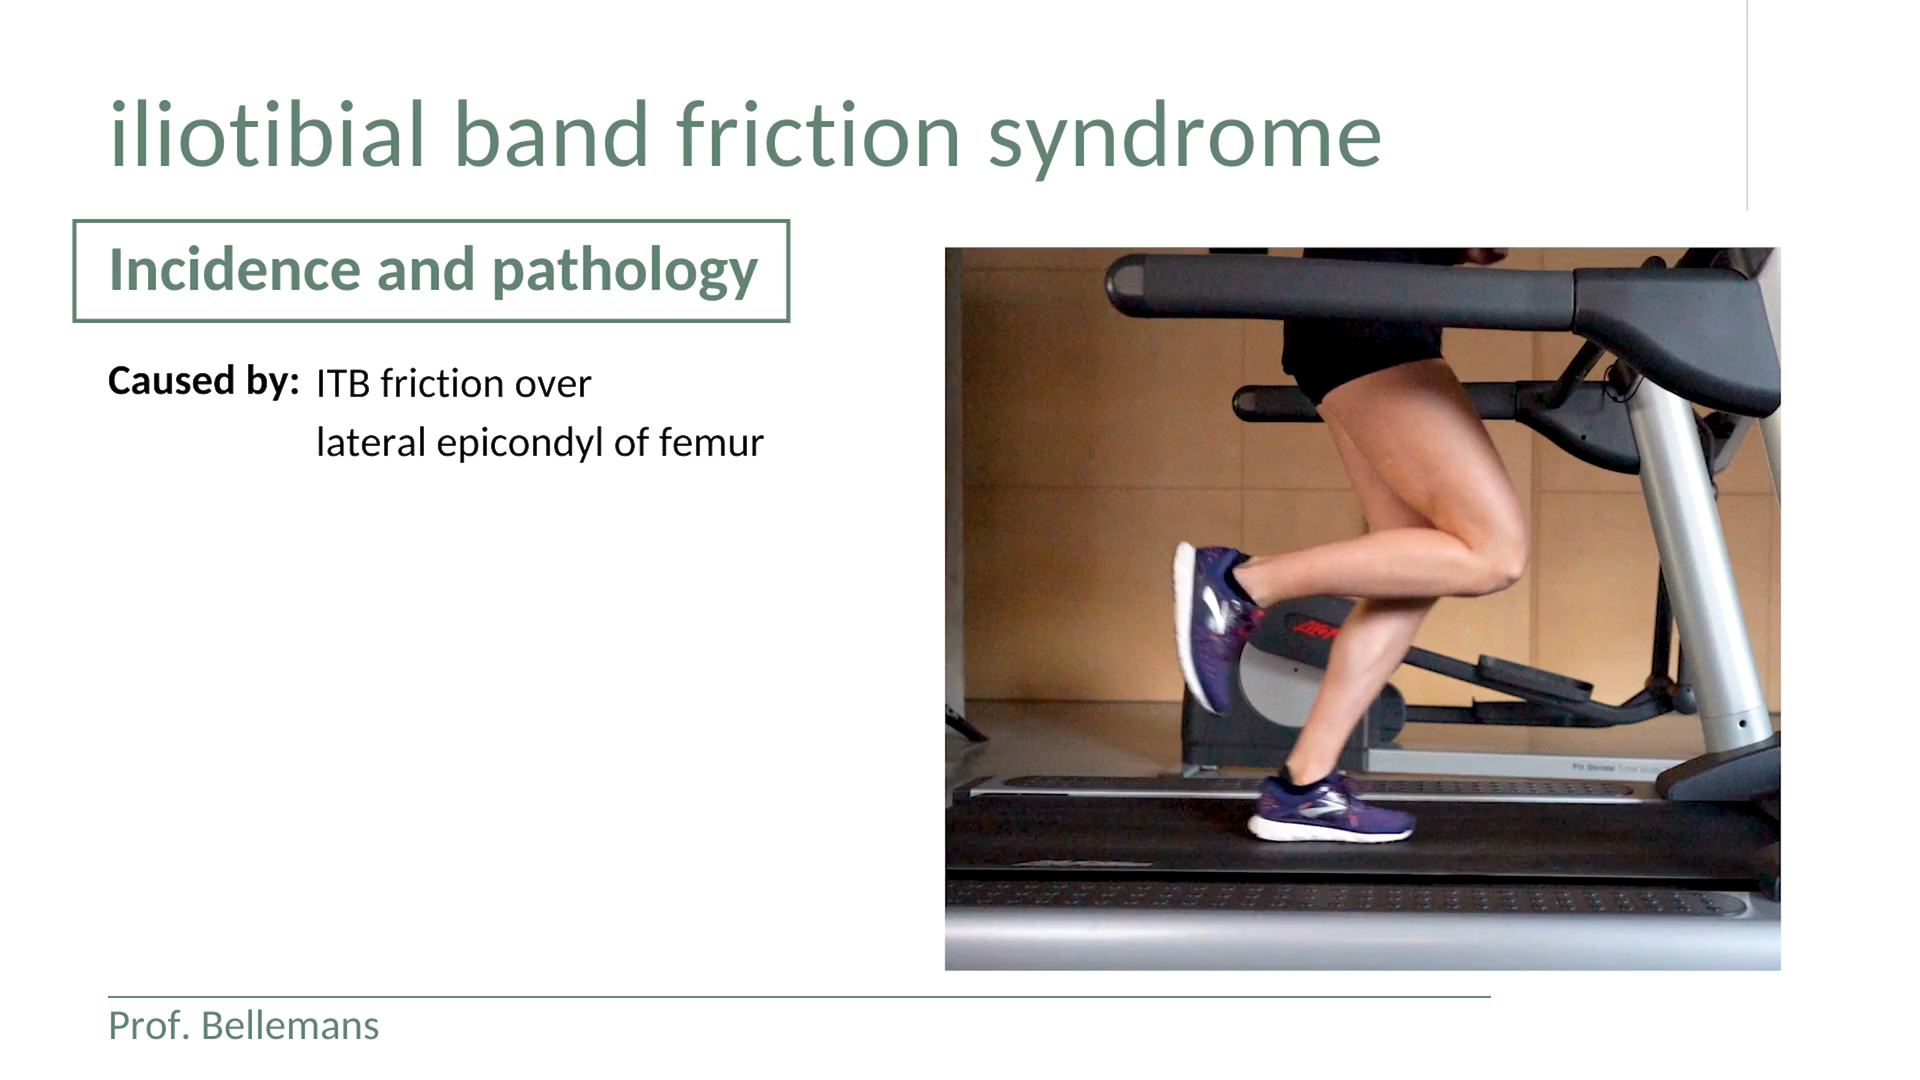 iliotibial band friction syndrome
Incidence and pathology
Caused by: ITB friction over
lateral epicondyl of femur
Prof. Bellemans